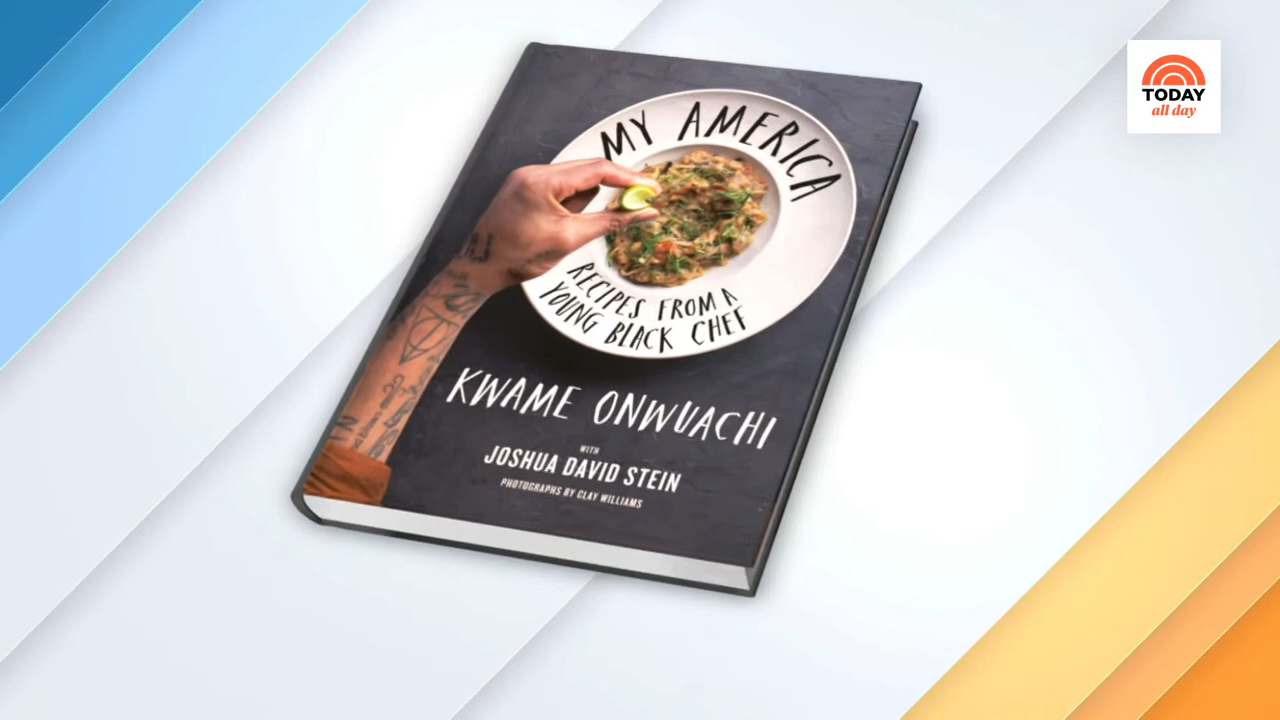 TODAY
all day
MY AMERICA
RECIPES FROM A
YOUNG BLACK CHEF
KWAME ONWUACHI
WITH
JOSHUA DAVID STEIN
PHOTOGRAPHS BY CLAY WILLIAMS